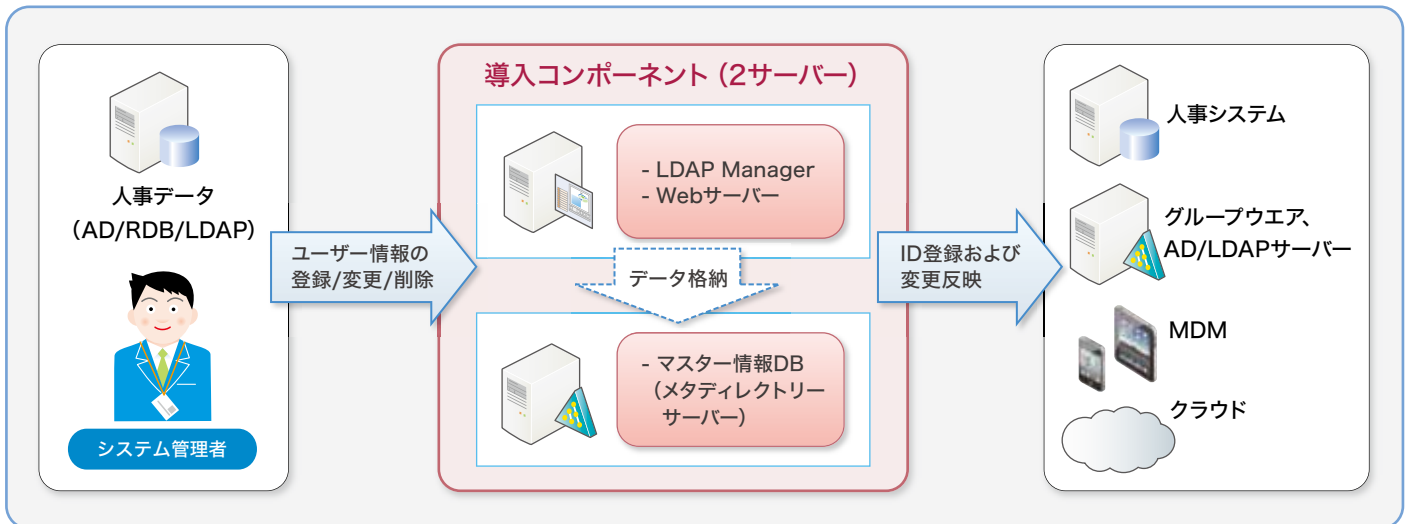 人事データ
（AD/RDB/LDAP）
システム管理者
ユーザー情報の
登録/変更/削除
導入コンポーネント（2サーバー）
- LDAP Manager
- Webサーバー
データ格納
- マスター情報DB
（メタディレクトリー
サーバー）
ID登録および
変更反映
人事システム
グループウエア、
AD/LDAPサーバー
MDM
クラウド